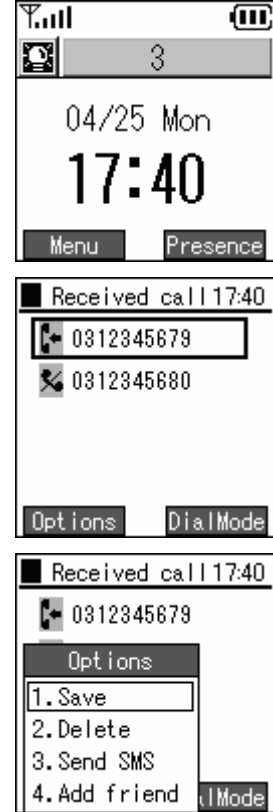 3
04/25 Mon
17:40
Menu Presence
Received call 17:40
0312345679
0312345680
Options DialMode
Received call 17:40
0312345679
Options
1.Save
2.Delete
3.Send SMS
4.Add friend lMode